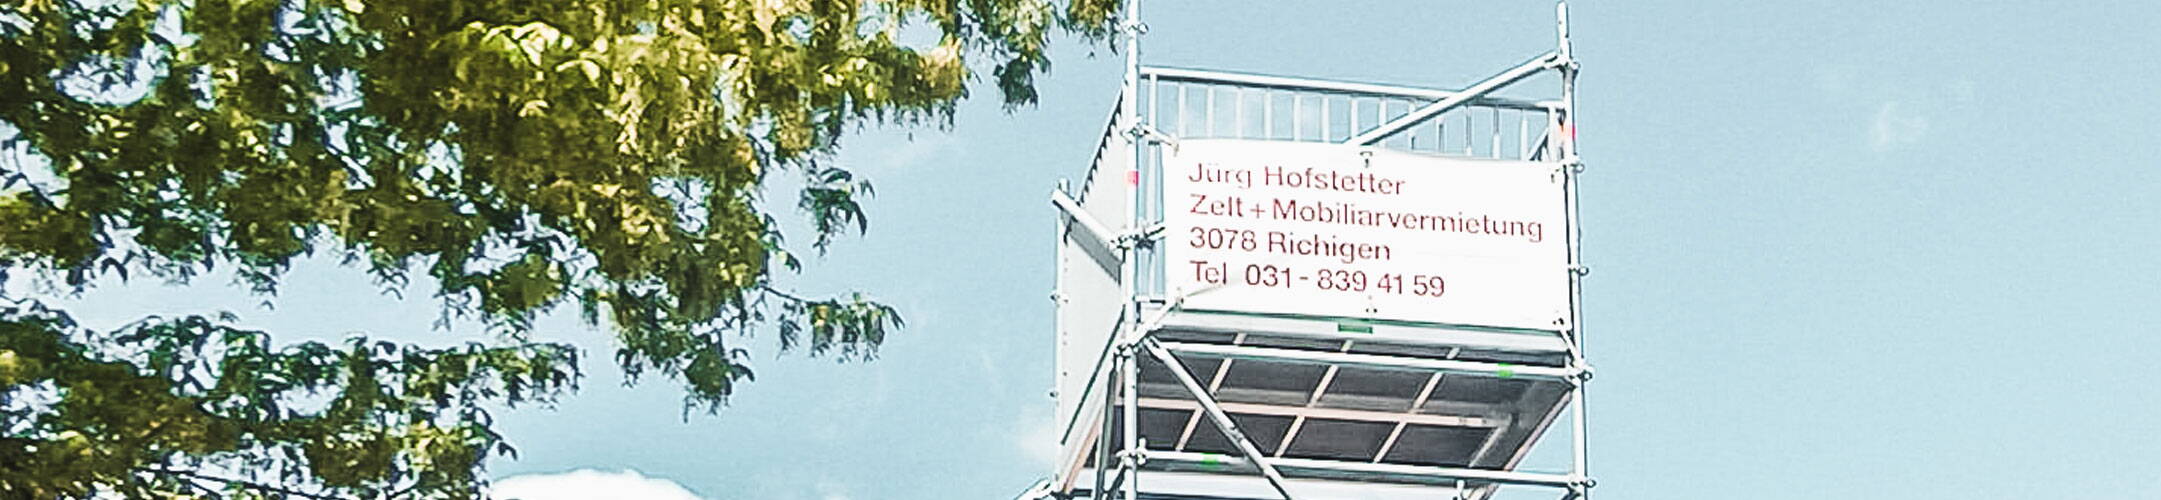 Jürg Hofstetter
Zelt + Mobiliarvermietung
3078 Richigen
Tel 031 - 839 41 59